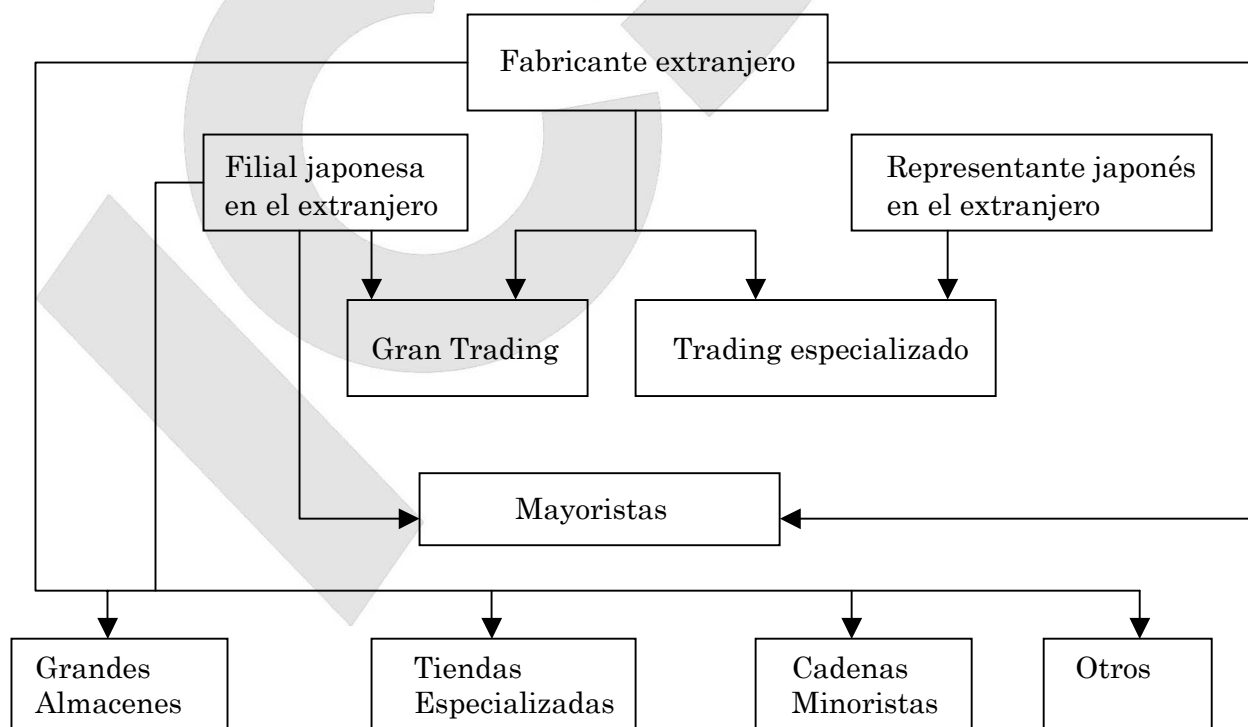 Fabricante extranjero
Filial japonesa
en el extranjero
Representante japonés
en el extranjero
Gran Trading
Trading especializado
Mayoristas
Grandes
Almacenes
Tiendas
Especializadas
Cadenas
Minoristas
Otros